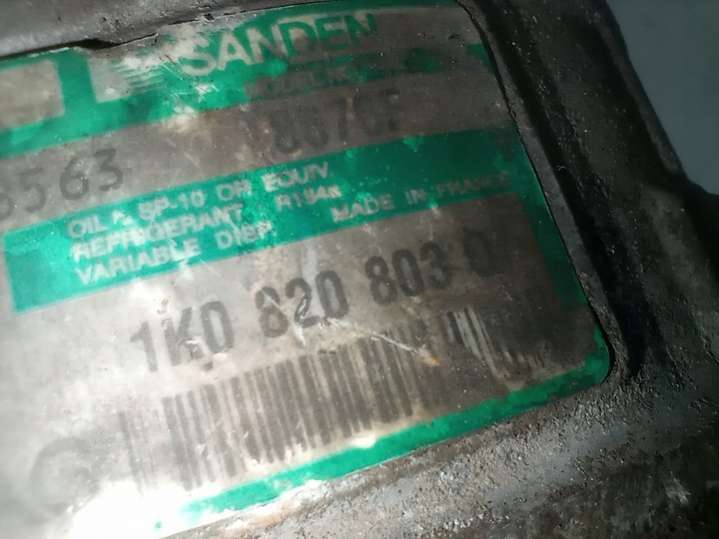 SANDEN
8563
OIL SP-10 OR EQUIV
REFRIGERANT R134a
VARIABLE DISP. MADE IN FRANCE
1K0 820 803